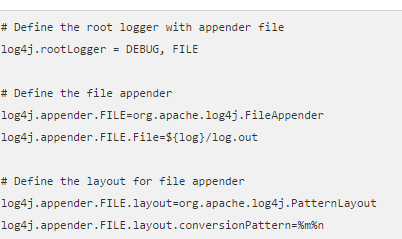 # Define the root logger with appender file
log4j.rootLogger = DEBUG, FILE
# Define the file appender
log4j.appender.FILE=org.apache.log4j.FileAppender
log4j.appender.FILE.File=${log}/log.out
# Define the layout for file appender
log4j.appender.FILE.layout=org.apache.log4j.PatternLayout
log4j.appender.FILE.layout.conversionPattern=%m%n